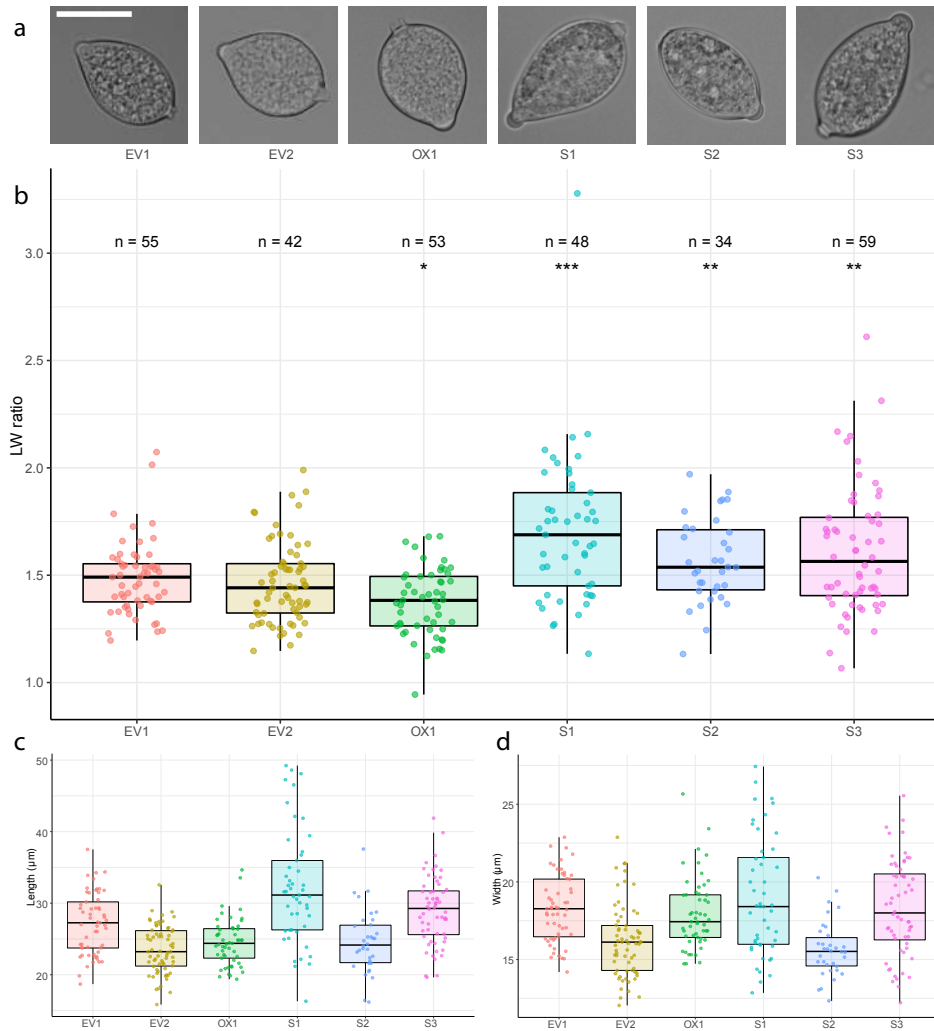 a
EV1 EV2 OX1 S1 S2 S3
b
n = 55 n = 42 n = 53 n = 48 n = 34 n = 59
* *** ** **
3.0
2.5
2.0
1.5
1.0
LW ratio
EV1 EV2 OX1 S1 S2 S3
c
50
40
30
20
Length (µm)
EV1 EV2 OX1 S1 S2 S3
d
25
20
15
Width (µm)
EV1 EV2 OX1 S1 S2 S3